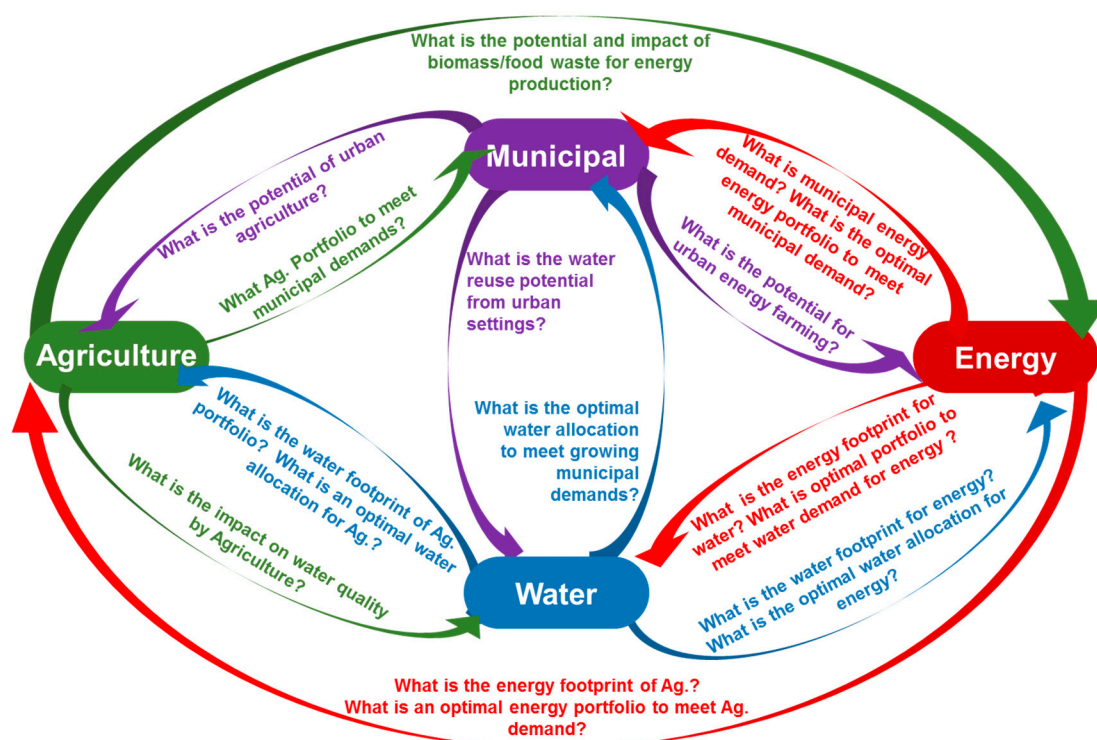 What is the potential and impact of
biomass/food waste for energy
production?
Municipal
What is the potential of urban
agriculture?
What Ag. Portfolio to meet
municipal demands?
What is municipal energy
demand? What is the optimal
energy portfolio to meet
municipal demand?
What is the potential for
urban energy farming?
What is the water
reuse potential
from urban
settings?
Agriculture
Energy
What is the optimal
water allocation
to meet growing
municipal
demands?
What is the water footprint of Ag.
portfolio? What is an optimal water
allocation for Ag.?
What is the impact on water quality
by Agriculture?
What is the energy footprint for
water? What is optimal portfolio to
meet water demand for energy ?
What is the water footprint for energy?
What is the optimal water allocation for
energy?
Water
What is the energy footprint of Ag.?
What is an optimal energy portfolio to meet Ag.
demand?